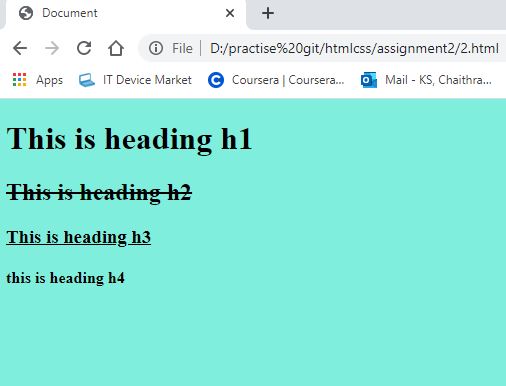 Document
File D:/practise%20git/htmlcss/assignment2/2.html
Apps IT Device Market Coursera | Coursera... Mail - KS, Chaithra...
This is heading h1
This is heading h2
This is heading h3
this is heading h4